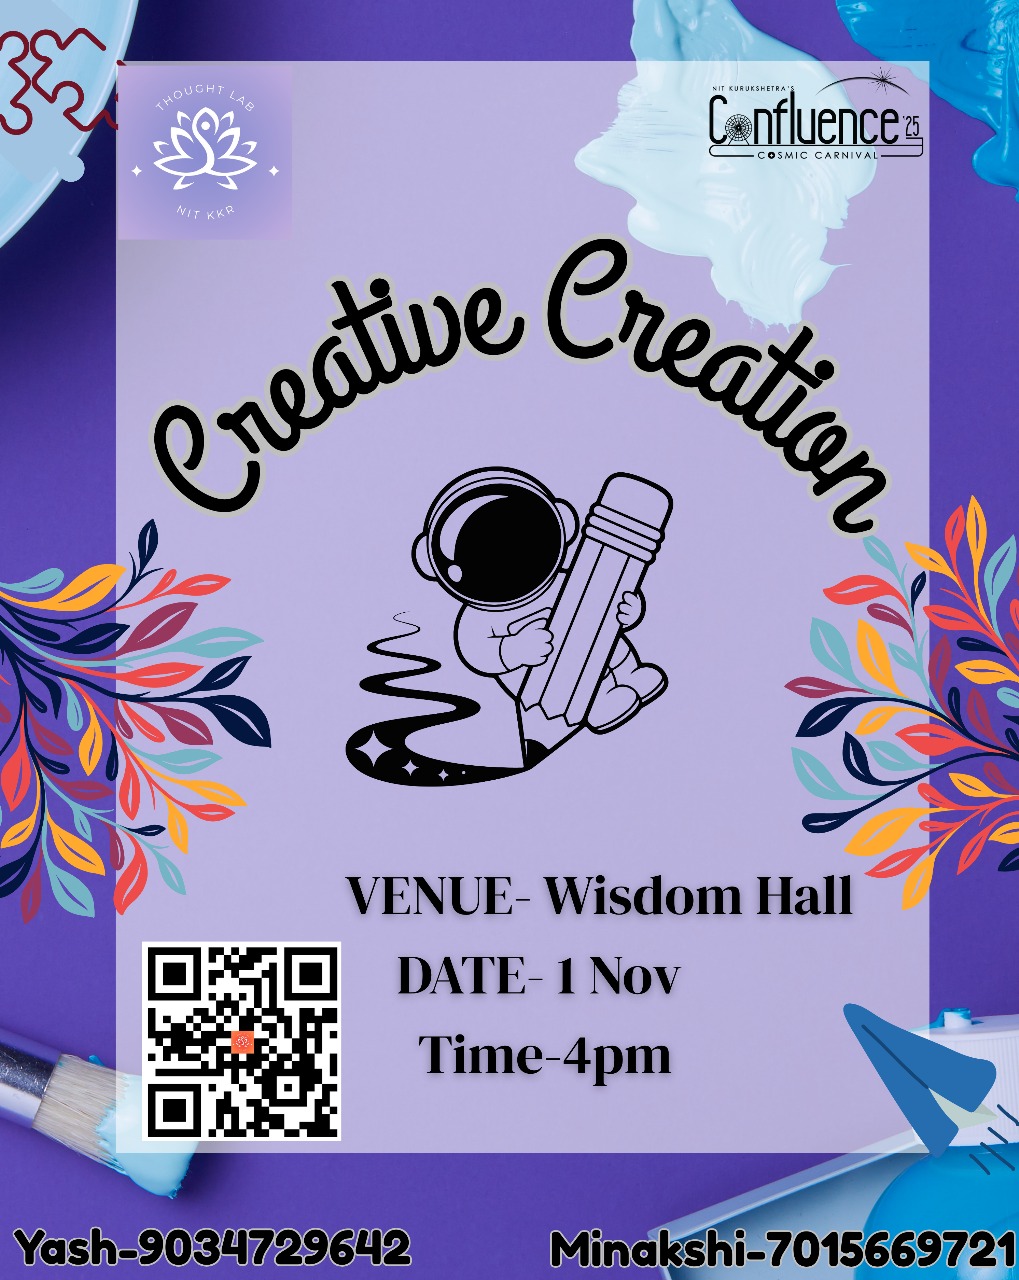 THOUGHT LAB
NIT KKR
NIT KURUKSHETRA'S
Confluence '25
COSMIC CARNIVAL
Creative Creation
VENUE- Wisdom Hall
DATE- 1 Nov
Time-4pm
Yash-9034729642
Minakshi-7015669721